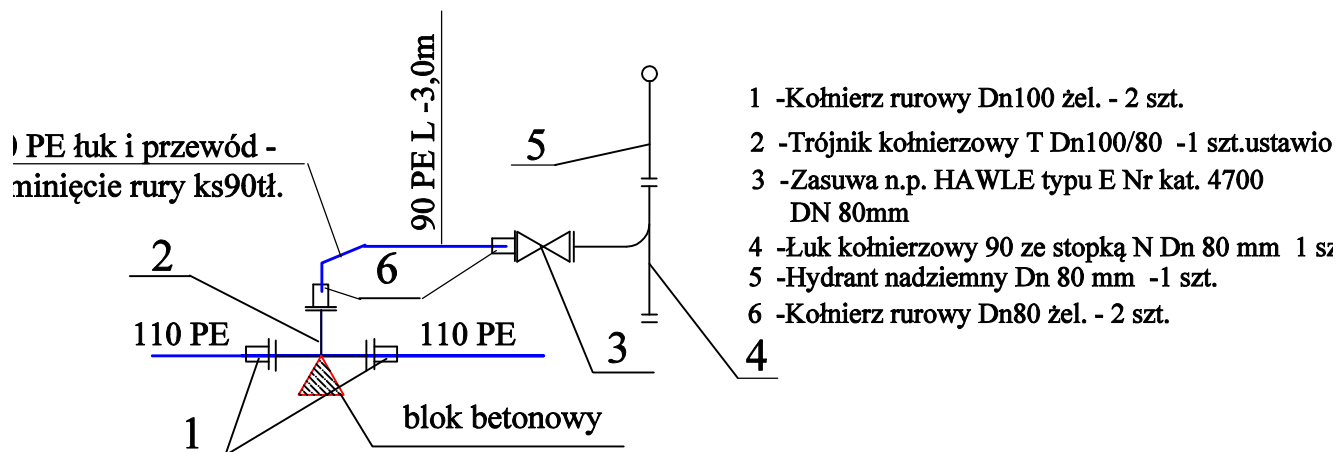 ) PE łuk i przewód -
minięcie rury ks90tł.
90 PE L -3,0m
5
2
6
110 PE
110 PE
3
4
1
blok betonowy
1 -Kołnierz rurowy Dn100 żel. - 2 szt.
2 -Trójnik kołnierzowy T Dn100/80 -1 szt.ustawio
3 -Zasuwa n.p. HAWLE typu E Nr kat. 4700
DN 80mm
4 -Łuk kołnierzowy 90 ze stopką N Dn 80 mm 1 sz
5 -Hydrant nadziemny Dn 80 mm -1 szt.
6 -Kołnierz rurowy Dn80 żel. - 2 szt.